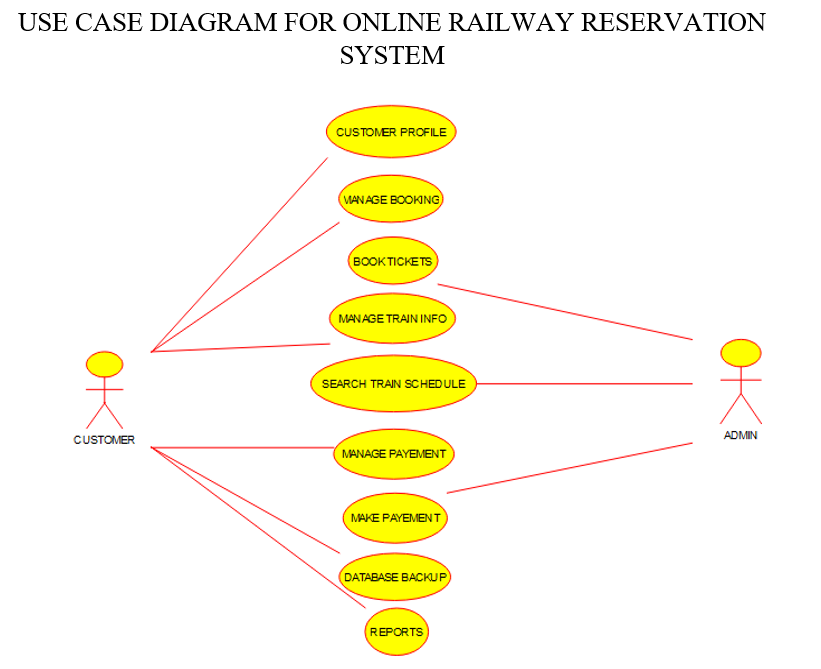 USE CASE DIAGRAM FOR ONLINE RAILWAY RESERVATION
SYSTEM
CUSTOMER PROFILE
MANAGE BOOKING
BOOK TICKETS
MANAGE TRAIN INFO
SEARCH TRAIN SCHEDULE
CUSTOMER
ADMIN
MANAGE PAYEMENT
MAKE PAYEMENT
DATABASE BACKUP
REPORTS